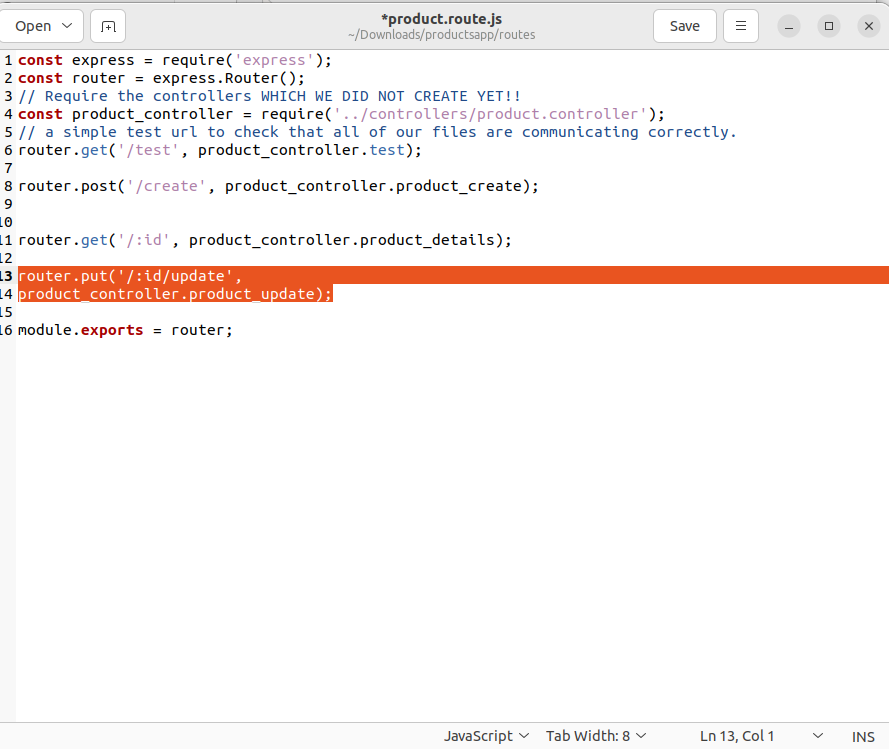 Open
*product.route.js
~/Downloads/productsapp/routes
Save
1 const express = require('express');
2 const router = express.Router();
3 // Require the controllers WHICH WE DID NOT CREATE YET!!
4 const product_controller = require('../controllers/product.controller');
5 // a simple test url to check that all of our files are communicating correctly.
6 router.get('/test', product_controller.test);
7
8 router.post('/create', product_controller.product_create);
9
10
11 router.get('/:id', product_controller.product_details);
12
13 router.put('/:id/update',
14 product_controller.product_update);
15
16 module.exports = router;
JavaScript Tab Width: 8 Ln 13, Col 1 INS